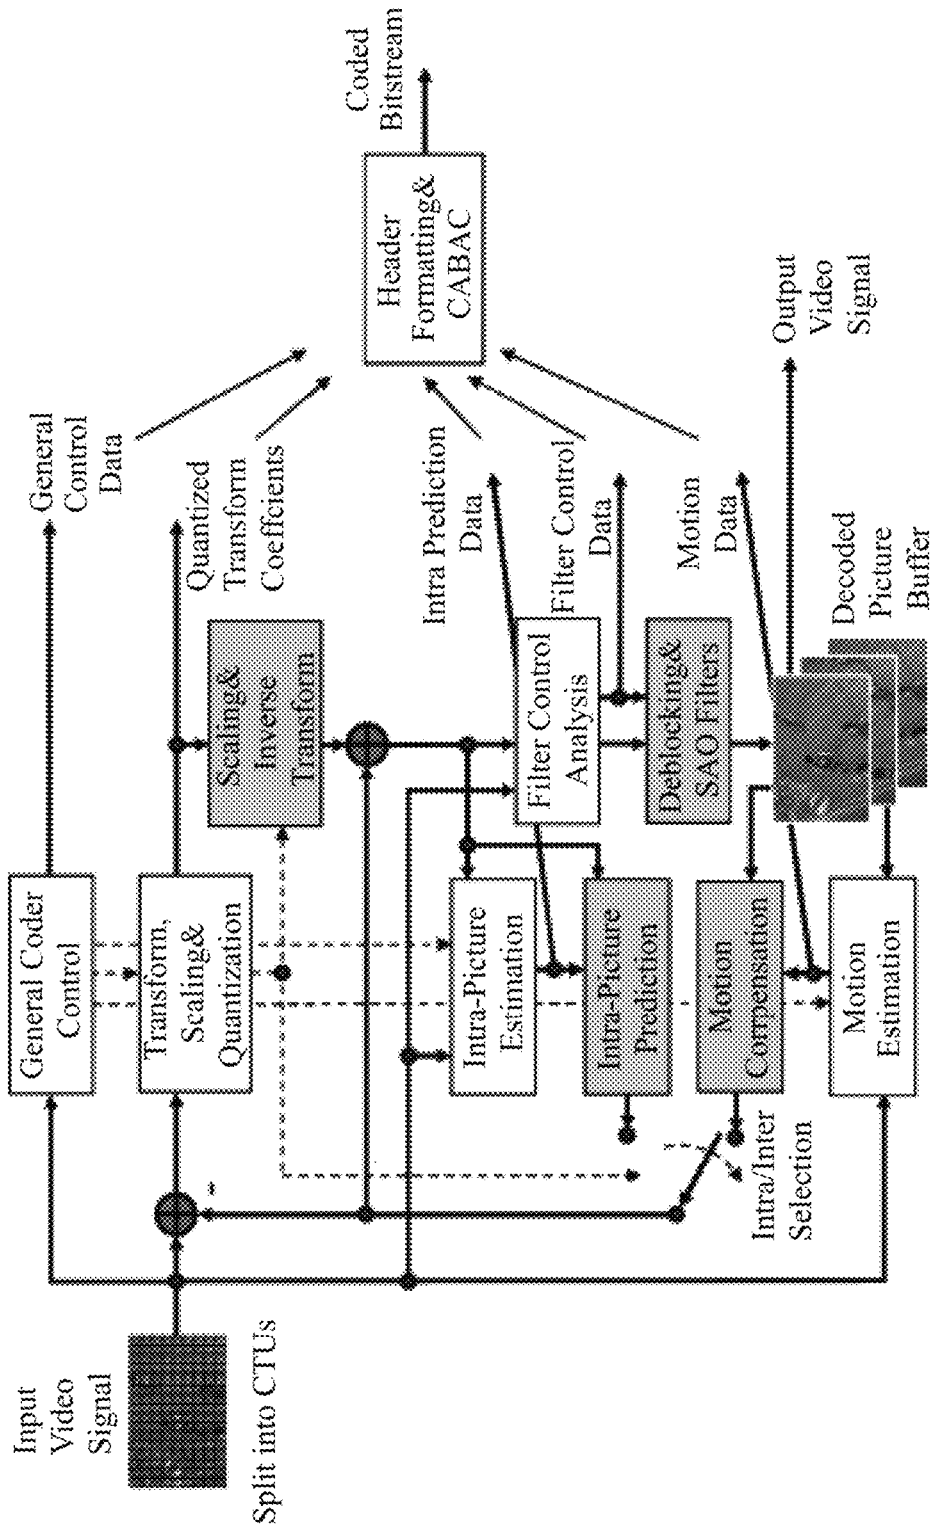 Input
Video
Signal
Split into CTUs
General Coder
Control
Transform,
Scaling&
Quantization
Scaling&
Inverse
Transform
Intra-Picture
Estimation
Intra-Picture
Prediction
Motion
Compensation
Motion
Estimation
Intra/Inter
Selection
Filter Control
Analysis
Deblocking&
SAO Filters
Decoded
Picture
Buffer
General
Control
Data
Quantized
Transform
Coeffcients
Intra Prediction
Data
Filter Control
Data
Motion
Data
Output
Video
Signal
Header
Formatting&
CABAC
Coded
Bitstream
-